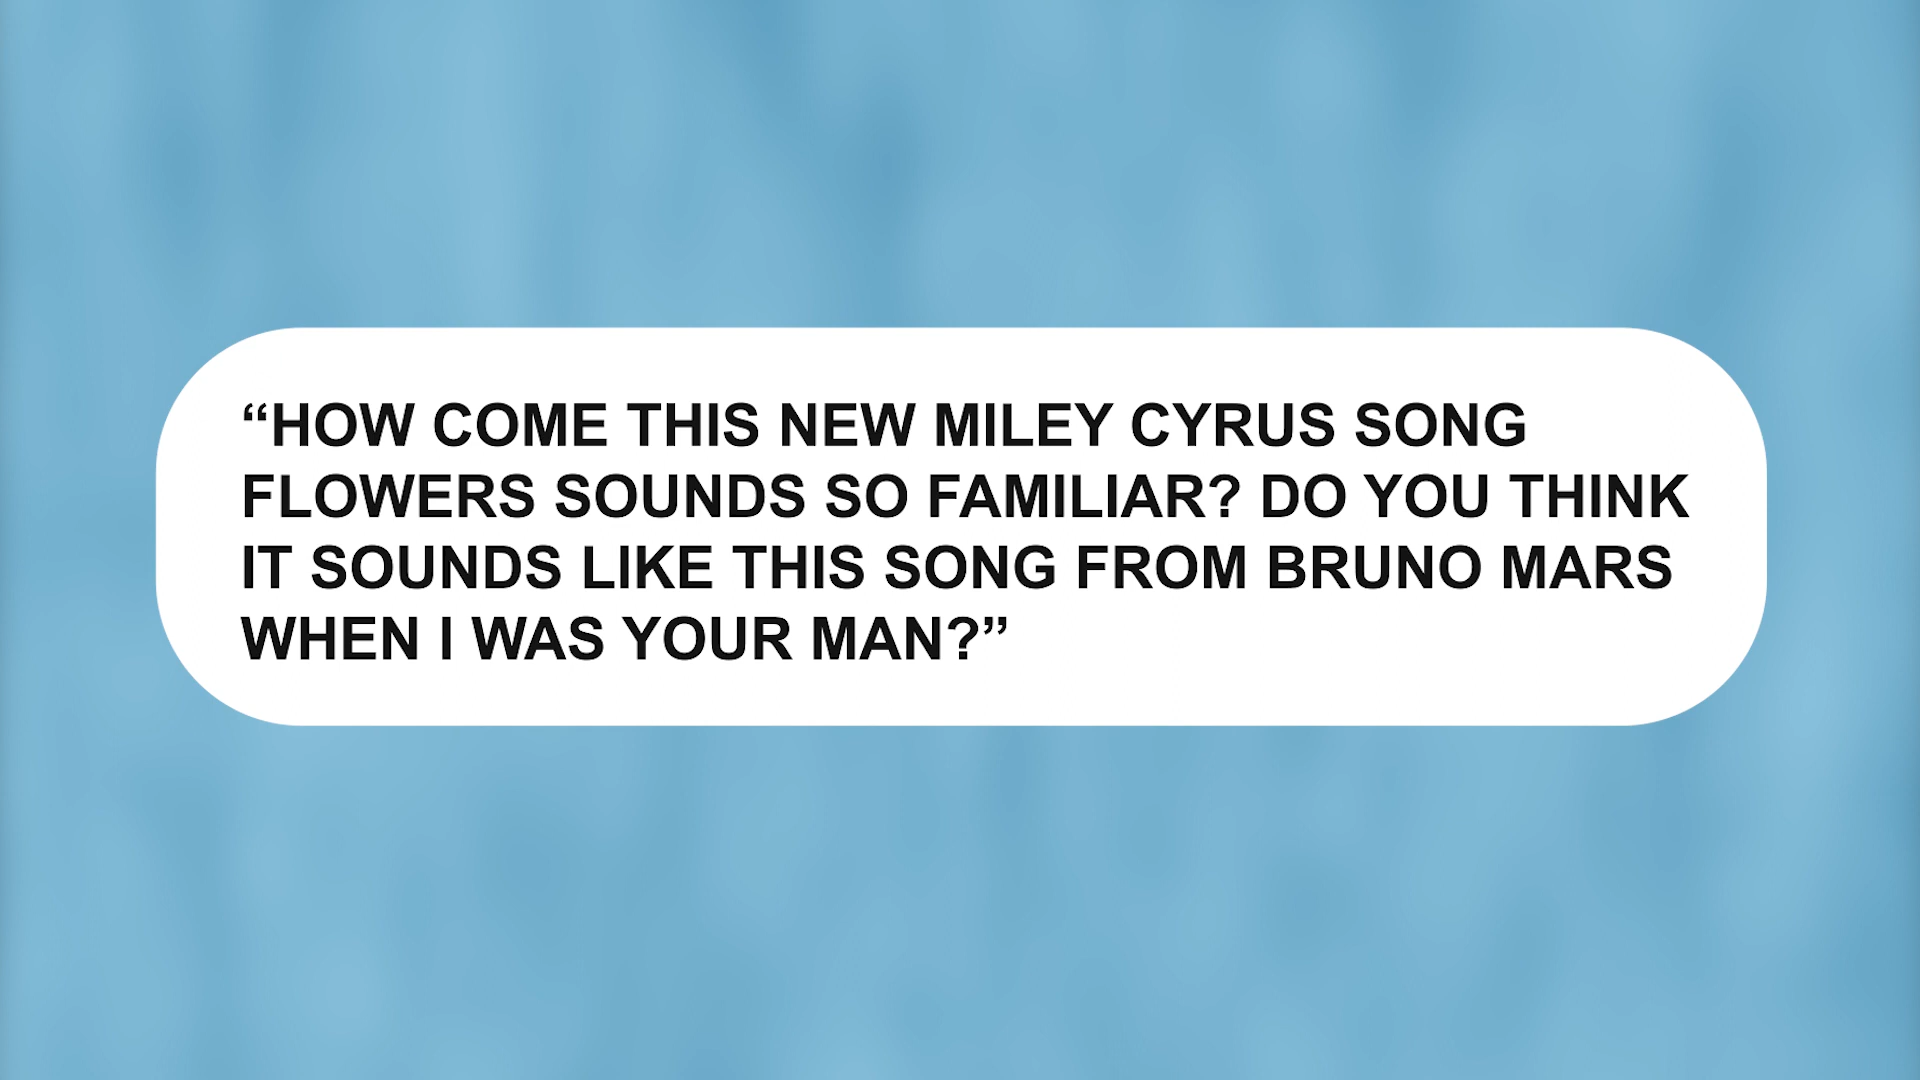 “HOW COME THIS NEW MILEY CYRUS SONG
FLOWERS SOUNDS SO FAMILIAR? DO YOU THINK
IT SOUNDS LIKE THIS SONG FROM BRUNO MARS
WHEN I WAS YOUR MAN?”